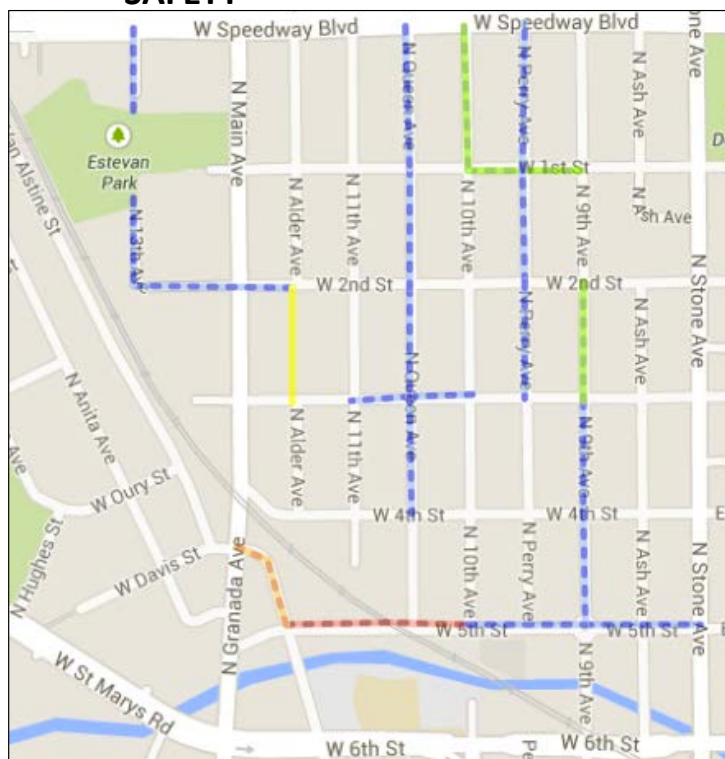 SAFETY
W Speedway Blvd
W Speedway Blvd
Stone Ave
N Main Ave
N Queen Ave
N Perry Ave
N Ash Ave
Estevan
Park
W 1st St
Van Alstine St
N 13th Ave
N Alder Ave
N 11th Ave
N 10th Ave
N 9th Ave
N A
Ash Ave
W 2nd St
W 2nd St
N Stone Ave
N Perry Ave
N Ash Ave
N Anita Ave
N Alder Ave
N 11th Ave
N Queen Ave
N 9th Ave
Ave
W Oury St
W 4th St
W 4th St
E
N Hughes St
W Davis St
N Granada Ave
N 10th Ave
N Perry Ave
N Ash Ave
N Stone Ave
W 5th St
W 5th St
E
N 9th Ave
W St Marys Rd
W 6th St
Pe
W 6th St